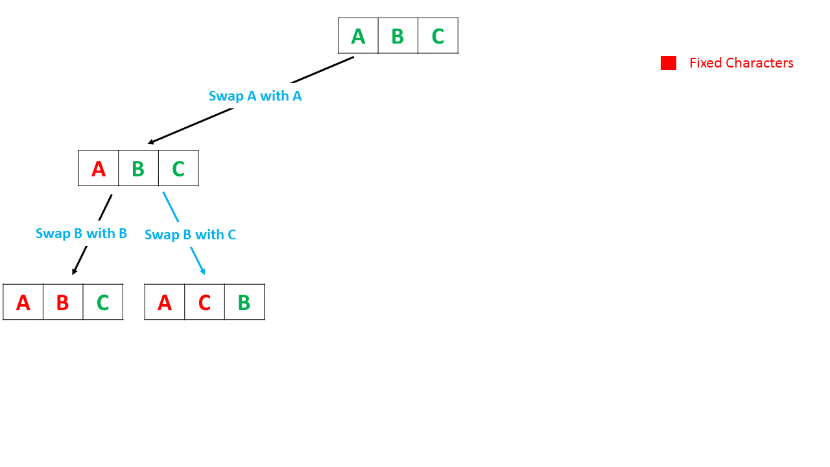 A B C
Fixed Characters
Swap A with A
A B C
Swap B with B
Swap B with C
A B C
A C B